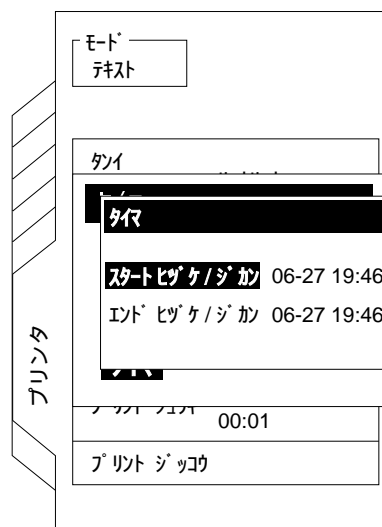 ﾓｰﾄﾞ
ﾃｷｽﾄ
ﾀﾝｲ
ﾀｲﾏ
ｽﾀｰﾄ ﾋﾂﾞｹ / ｼﾞｶﾝ 06-27 19:46
ｴﾝﾄﾞ ﾋﾂﾞｹ / ｼﾞｶﾝ 06-27 19:46
00:01
ﾌﾟﾘﾝﾄ ｼﾞｯｺｳ
プリンタ